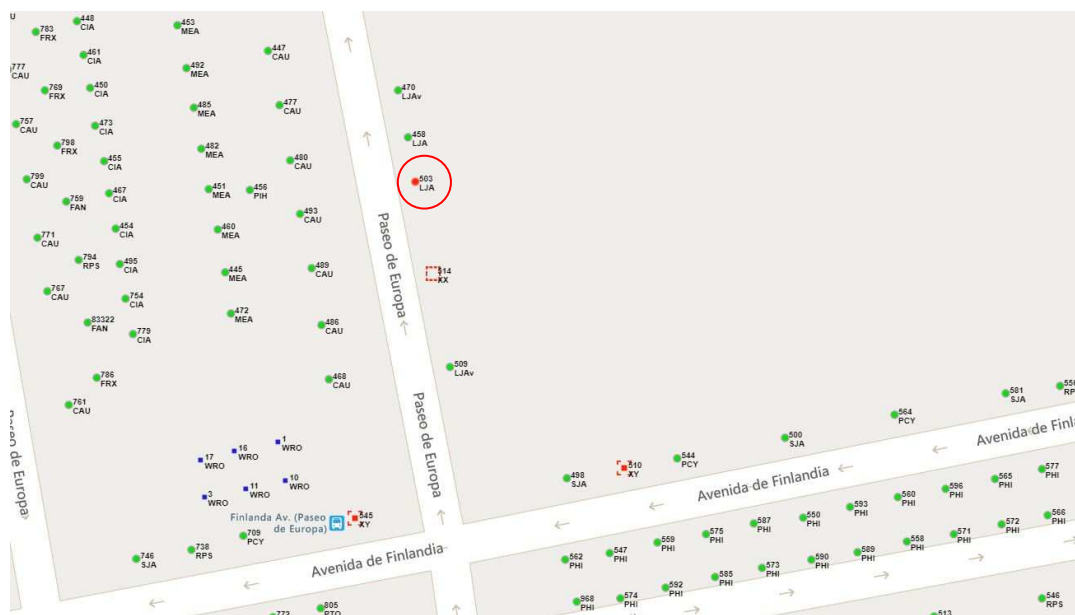 U
783
FRX
448
CIA
453
MEA
461
CIA
447
CAU
777
CAU
492
MEA
769
FRX
450
CIA
470
LJAv
485
MEA
477
CAU
757
CAU
473
CIA
458
LJA
798
FRX
482
MEA
455
CIA
480
CAU
799
CAU
503
LJA
467
CIA
451
MEA
456
PIH
759
FAN
493
CAU
454
CIA
460
MEA
771
CAU
Paseo de Europa
794
RPS
495
CIA
489
CAU
445
MEA
514
XX
767
CAU
754
CIA
472
MEA
83322
FAN
486
CAU
779
CIA
509
LJAv
786
FRX
468
CAU
761
CAU
581
SJA
556
RP
564
PCY
Paseo de Europa
Paseo de Europa
1
WRO
16
WRO
17
WRO
500
SJA
Avenida de Finla
544
PCY
510
XY
498
SJA
577
PHI
Avenida de Finlandia
565
PHI
10
WRO
11
WRO
3
WRO
596
PHI
560
PHI
593
PHI
Finlanda Av. (Paseo
de Europa)
545
XY
550
PHI
566
PHI
587
PHI
572
PHI
575
PHI
571
PHI
709
PCY
559
PHI
558
PHI
738
RPS
547
PHI
589
PHI
746
SJA
562
PHI
590
PHI
Avenida de Finlandia
573
PHI
585
PHI
592
PHI
574
PHI
968
PHI
546
RPS
805
PTO
773
513